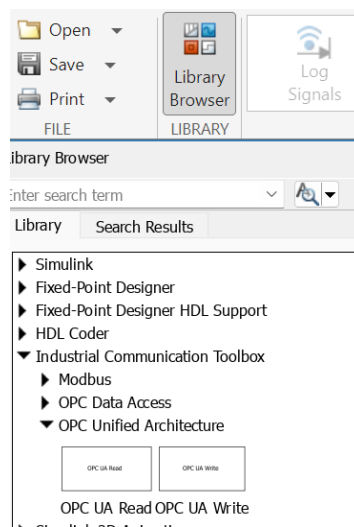 Open
Save
Print
FILE
Library
Browser
LIBRARY
Log
Signals
ibrary Browser
Enter search term
Library Search Results
Simulink
Fixed-Point Designer
Fixed-Point Designer HDL Support
HDL Coder
Industrial Communication Toolbox
Modbus
OPC Data Access
OPC Unified Architecture
OPC UA Read OPC UA Write
OPC UA Read OPC UA Write